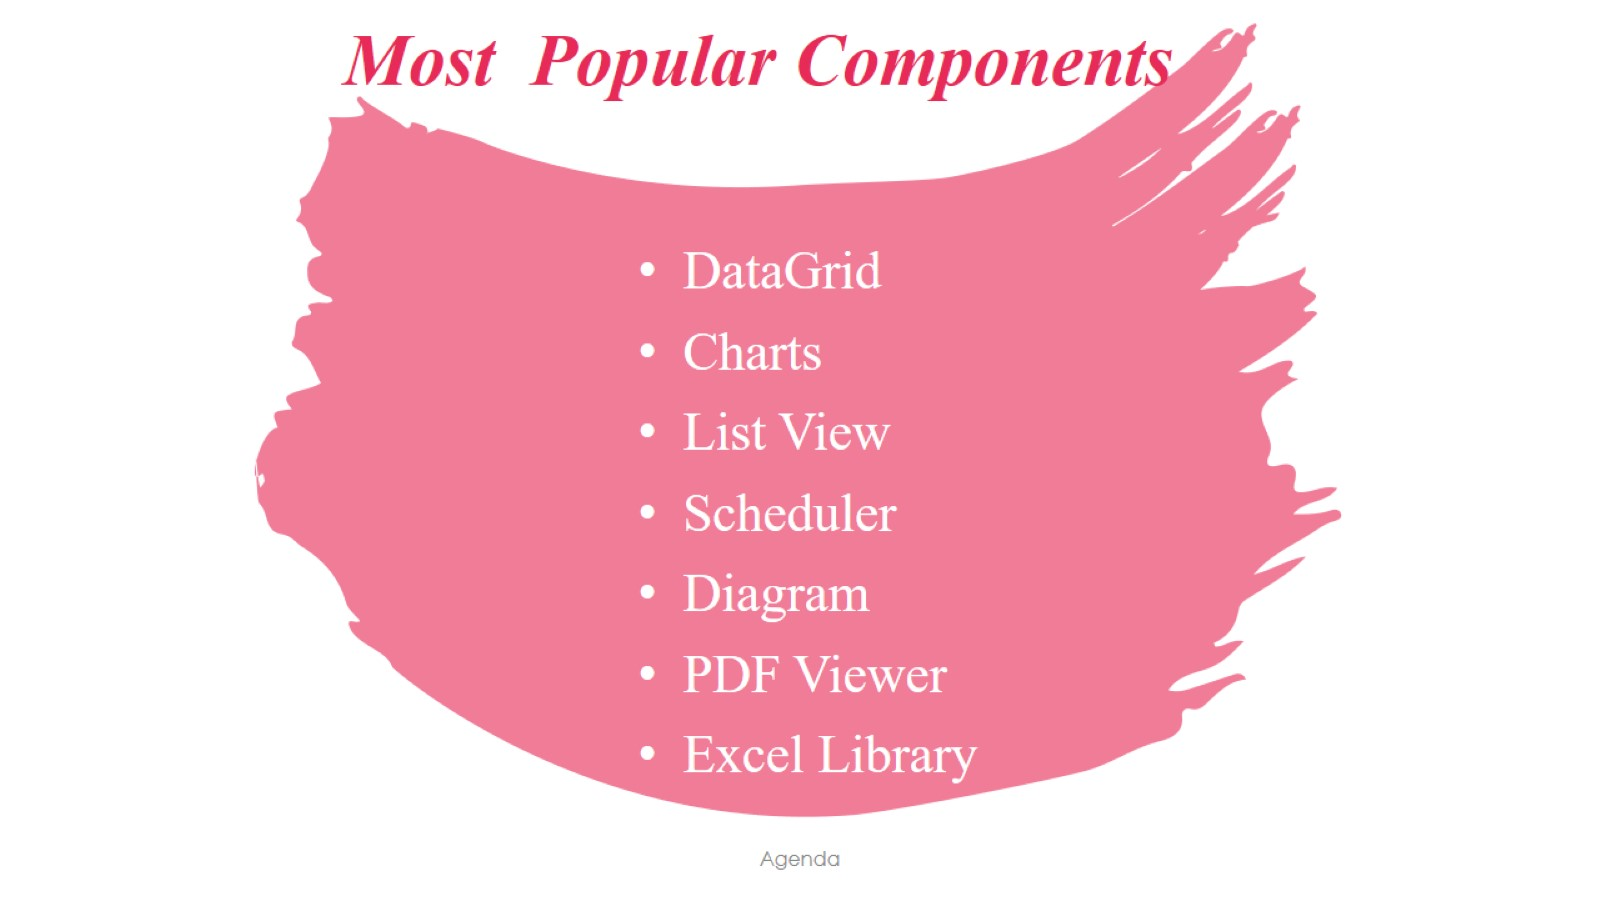 Most  Popular Components
• DataGrid
• Charts
• List View
• Scheduler
• Diagram
• PDF Viewer
• Excel Library
Agenda